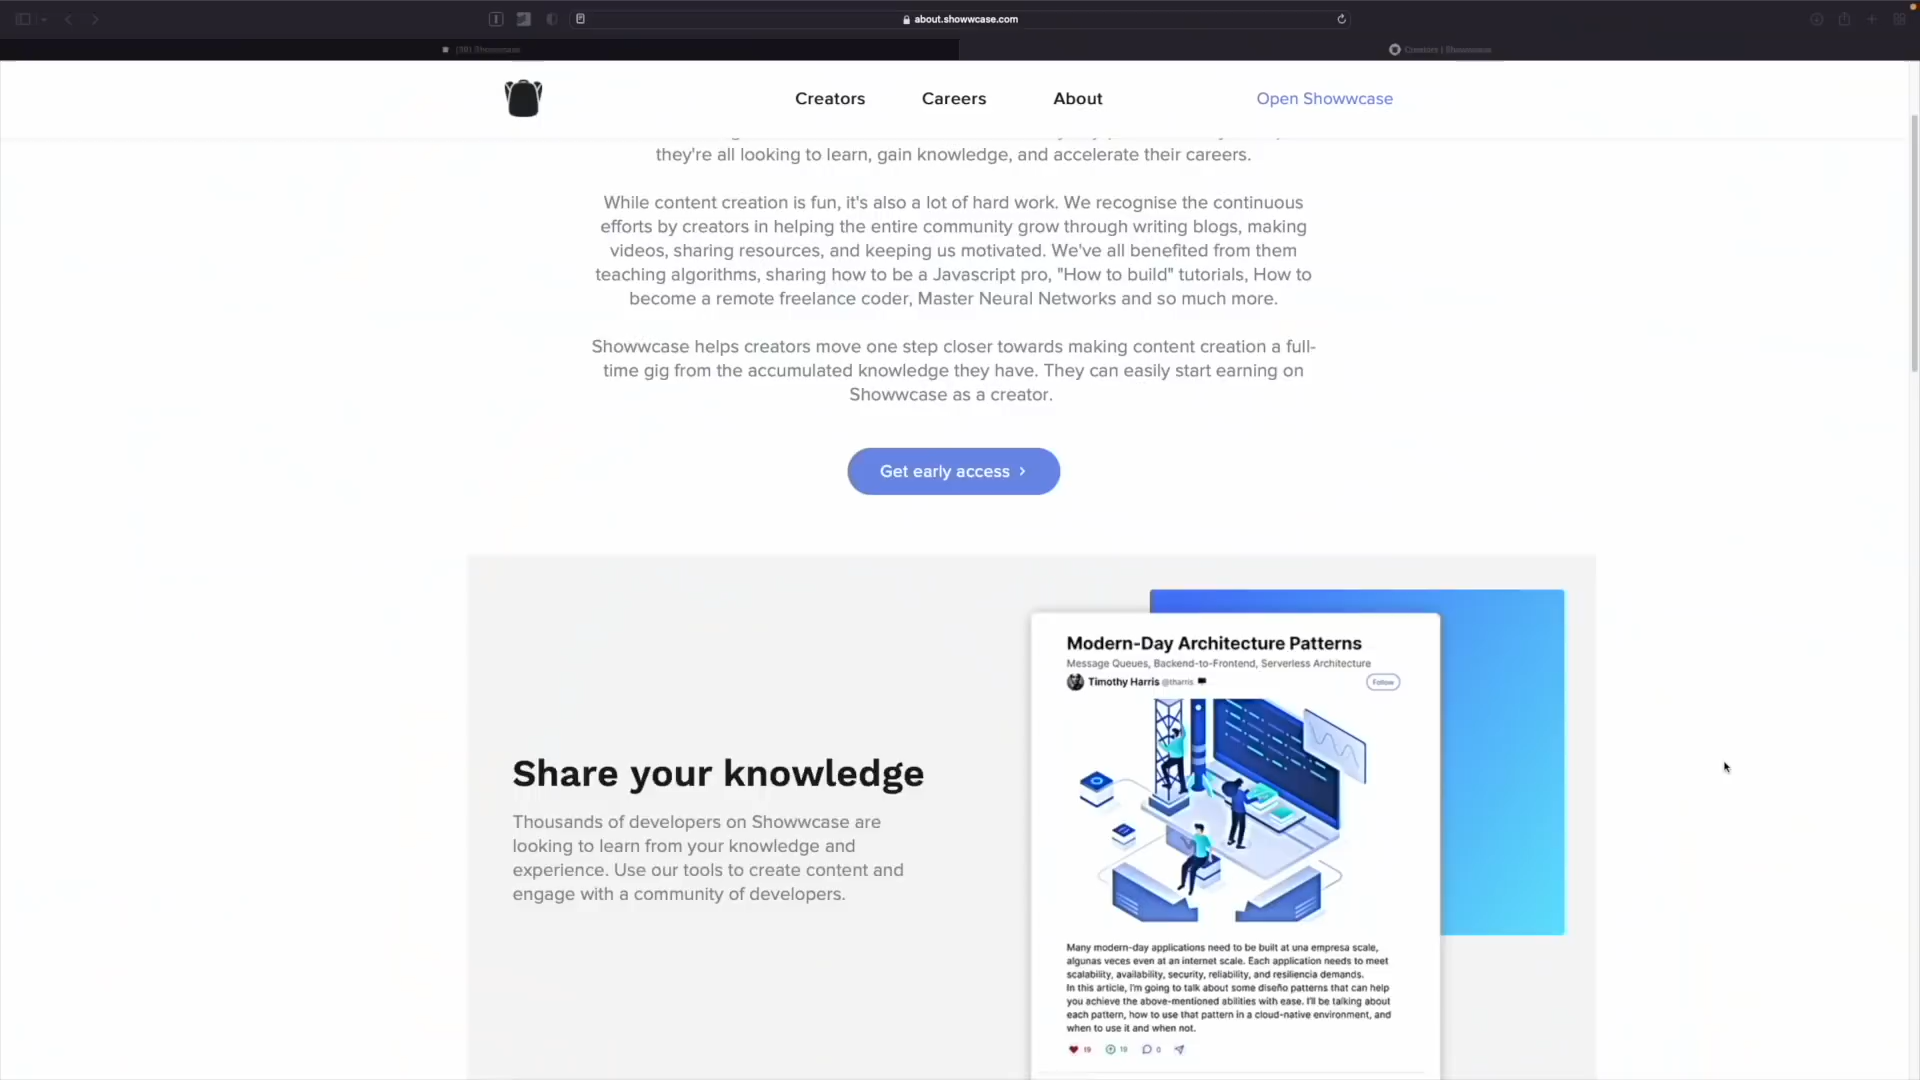 about.showwcase.com
Creators | Showwcase
Creators
Careers
About
Open Showwcase
they're all looking to learn, gain knowledge, and accelerate their careers.
While content creation is fun, it's also a lot of hard work. We recognise the continuous
efforts by creators in helping the entire community grow through writing blogs, making
videos, sharing resources, and keeping us motivated. We've all benefited from them
teaching algorithms, sharing how to be a Javascript pro, "How to build" tutorials, How to
become a remote freelance coder, Master Neural Networks and so much more.
Showwcase helps creators move one step closer towards making content creation a full-
time gig from the accumulated knowledge they have. They can easily start earning on
Showwcase as a creator.
Get early access
Share your knowledge
Thousands of developers on Showwcase are
looking to learn from your knowledge and
experience. Use our tools to create content and
engage with a community of developers.
Modern-Day Architecture Patterns
Message Queues, Backend-to-Frontend, Serverless Architecture
Timothy Harris @tharris
Follow
Many modern-day applications need to be built at una empresa scale,
algunas veces even at an internet scale. Each application needs to meet
scalability, availability, security, reliability, and resiliencia demands.
In this article, I'm going to talk about some diseño patterns that can help
you achieve the above-mentioned abilities with ease. I'll be talking about
each pattern, how to use that pattern in a cloud-native environment, and
when to use it and when not.
19 19 0